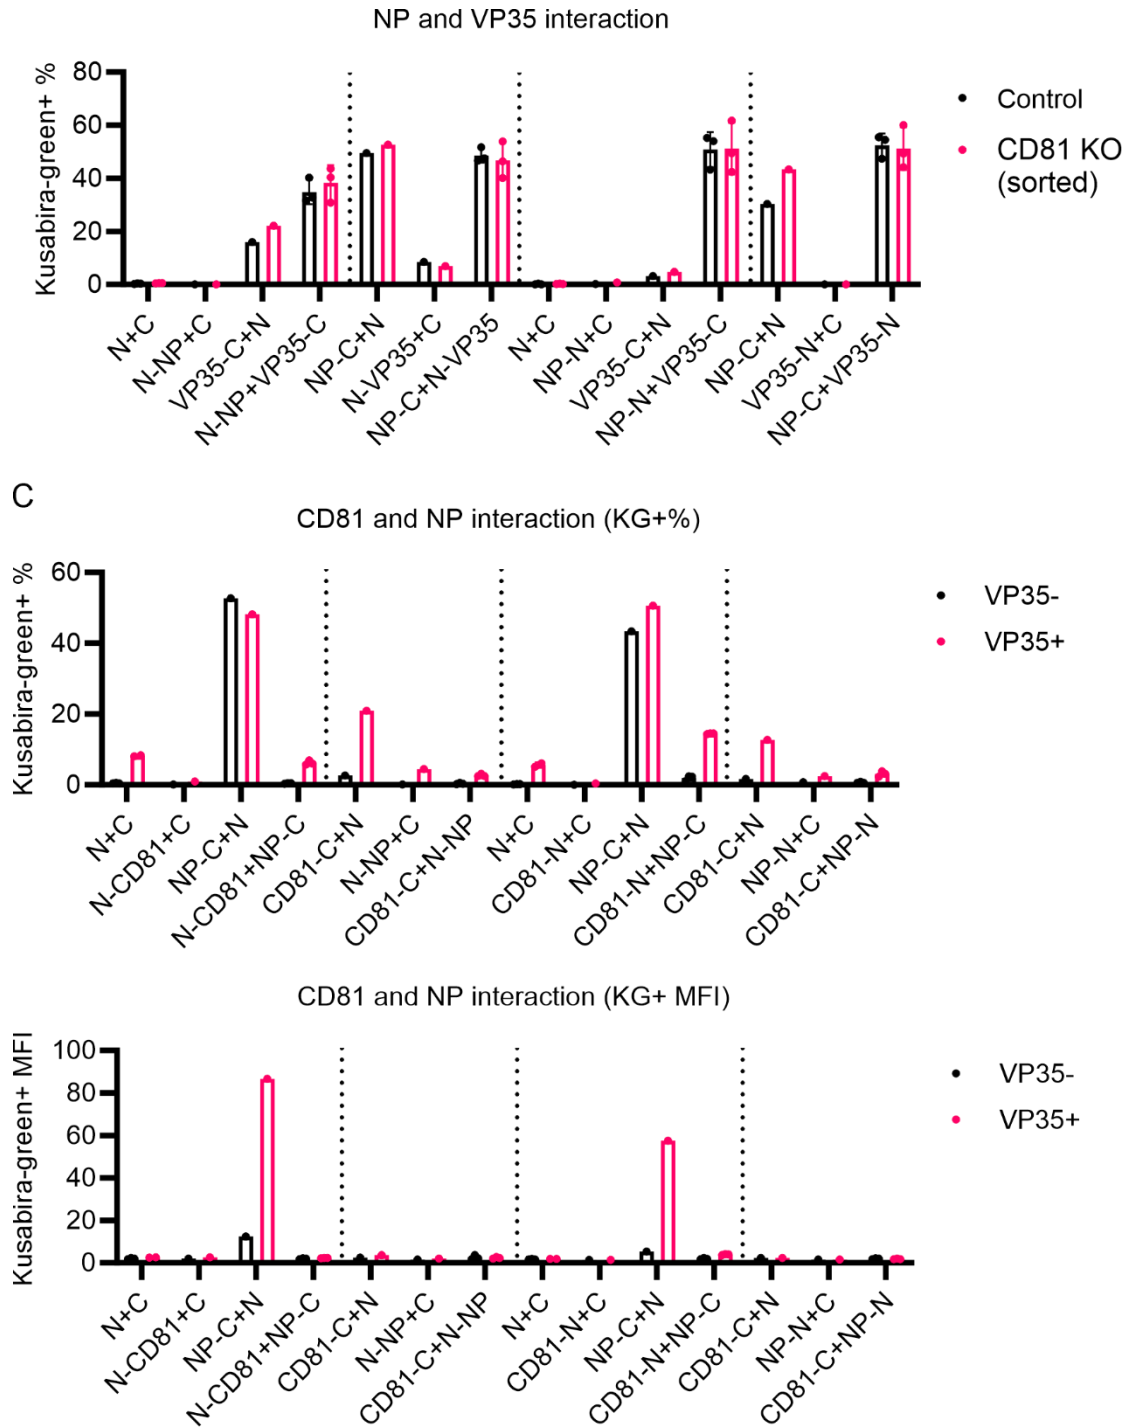 NP and VP35 interaction
Kusabira-green+ %
80
60
40
20
0
N+C
N-NP+C
VP35-C+N
N-NP+VP35-C
NP-C+N
N-VP35+C
NP-C+N-VP35
N+C
NP-N+C
VP35-C+N
NP-N+VP35-C
NP-C+N
VP35-N+C
NP-C+VP35-N
Control
CD81 KO
(sorted)
C
CD81 and NP interaction (KG+%)
Kusabira-green+ %
60
40
20
0
N+C
N-CD81+C
NP-C+N
N-CD81+NP-C
CD81-C+N
N-NP+C
CD81-C+N-NP
N+C
CD81-N+C
NP-C+N
CD81-N+NP-C
CD81-C+N
NP-N+C
CD81-C+NP-N
VP35-
VP35+
CD81 and NP interaction (KG+ MFI)
Kusabira-green+ MFI
100
80
60
40
20
0
N+C
N-CD81+C
NP-C+N
N-CD81+NP-C
CD81-C+N
N-NP+C
CD81-C+N-NP
N+C
CD81-N+C
NP-C+N
CD81-N+NP-C
CD81-C+N
NP-N+C
CD81-C+NP-N
VP35-
VP35+